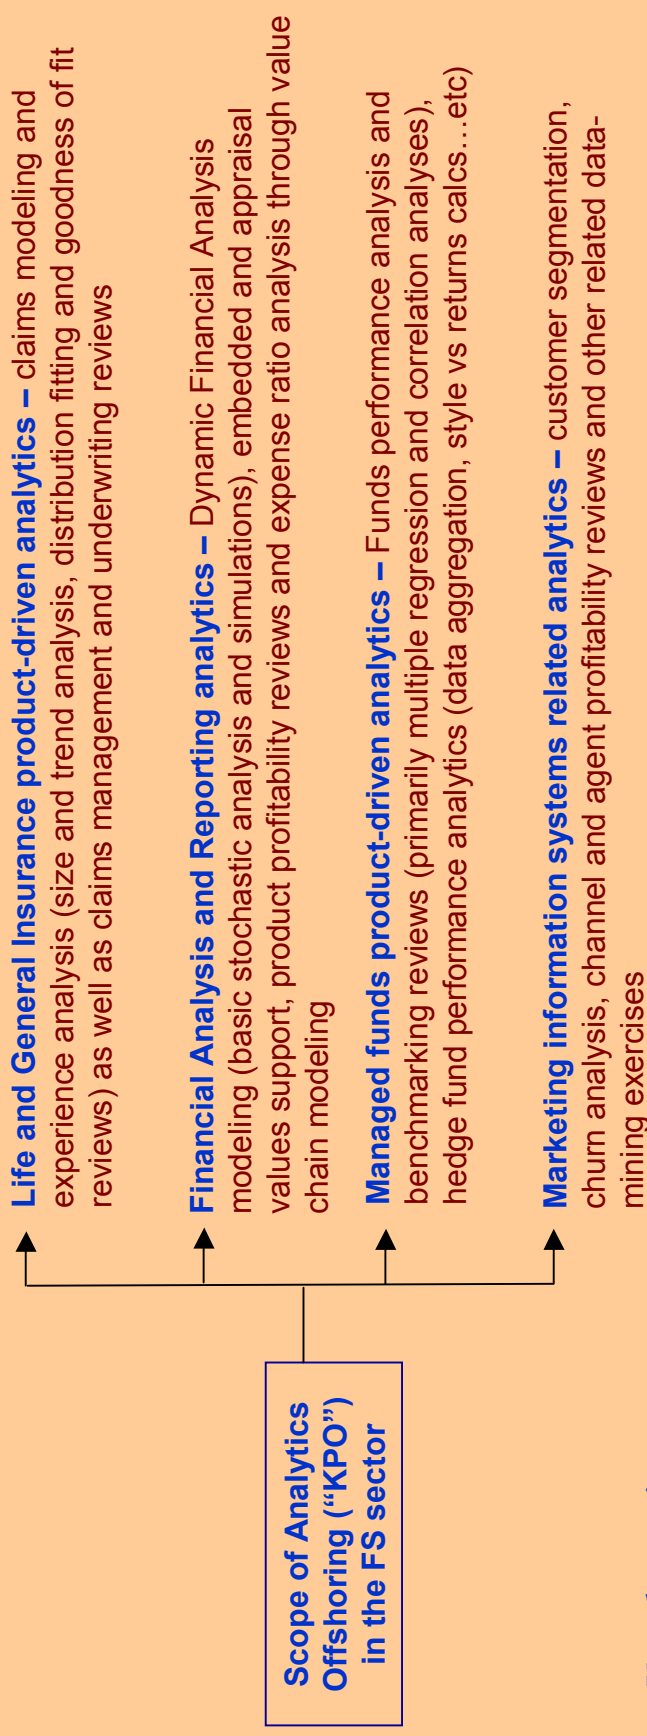 Scope of Analytics
Offshoring (“KPO”)
in the FS sector
Life and General Insurance product-driven analytics – claims modeling and
experience analysis (size and trend analysis, distribution fitting and goodness of fit
reviews) as well as claims management and underwriting reviews
Financial Analysis and Reporting analytics – Dynamic Financial Analysis
modeling (basic stochastic analysis and simulations), embedded and appraisal
values support, product profitability reviews and expense ratio analysis through value
chain modeling
Managed funds product-driven analytics – Funds performance analysis and
benchmarking reviews (primarily multiple regression and correlation analyses),
hedge fund performance analytics (data aggregation, style vs returns calcs…etc)
Marketing information systems related analytics – customer segmentation,
churn analysis, channel and agent profitability reviews and other related data-
mining exercises